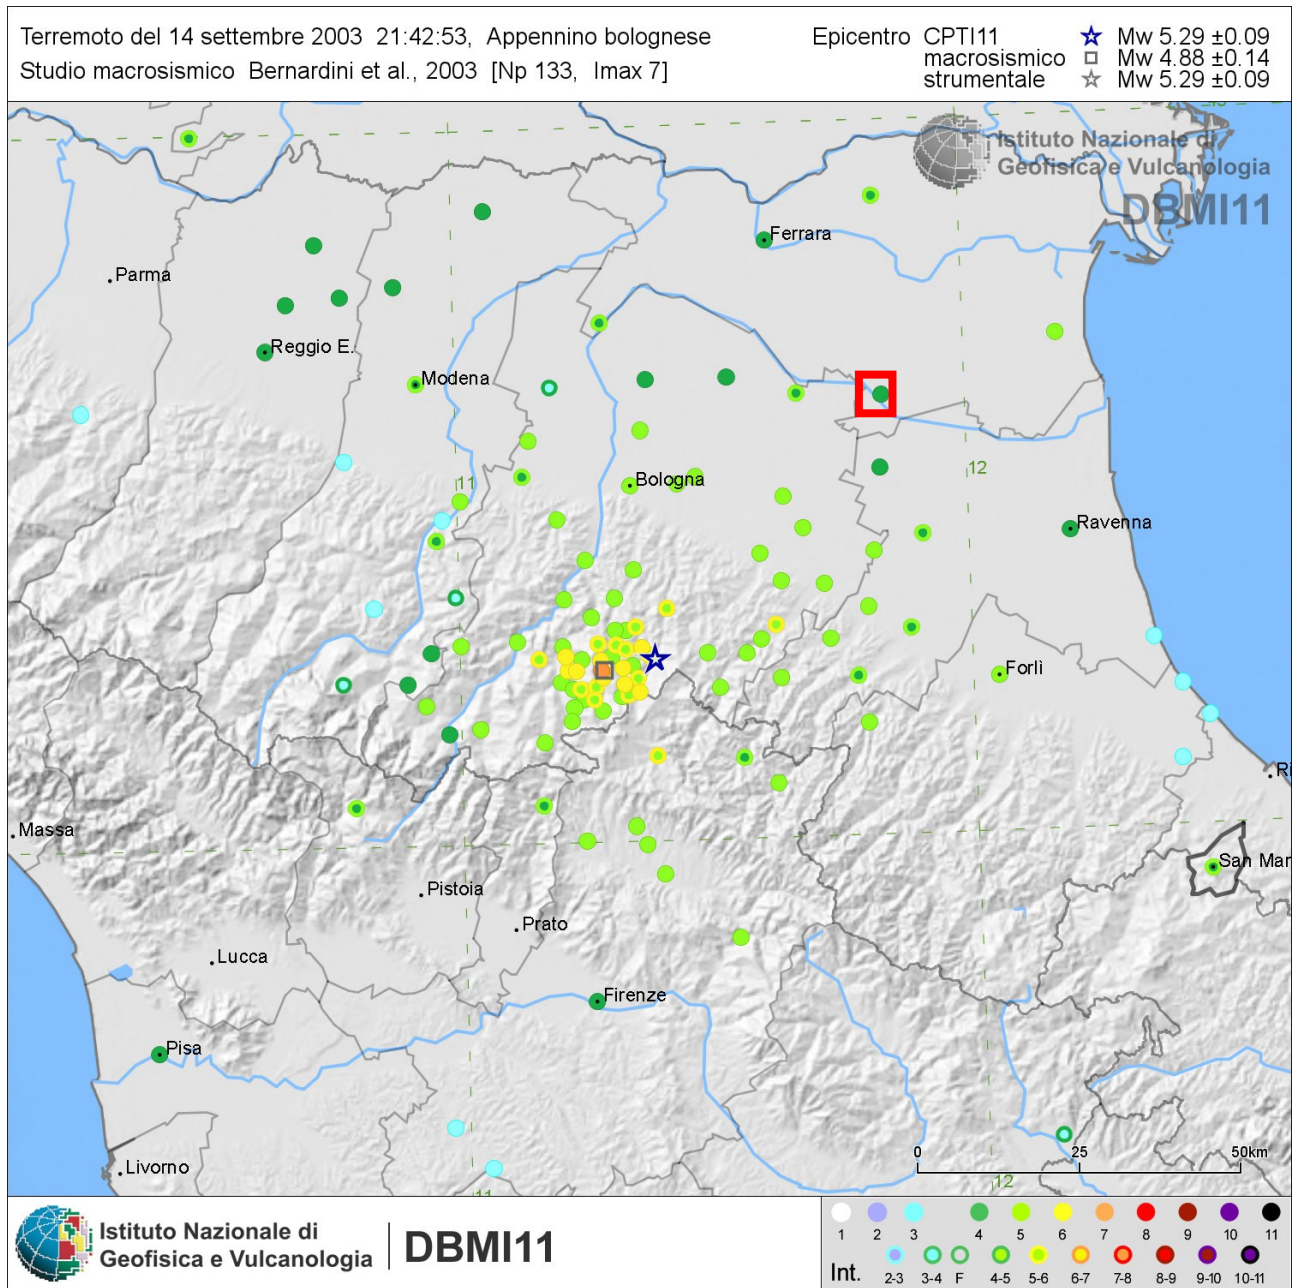 Terremoto del 14 settembre 2003 21:42:53, Appennino bolognese
Studio macrosismico Bernardini et al., 2003 [Np 133, Imax 7]
Epicentro CPTI11 Mw 5.29 ±0.09
macrosismico Mw 4.88 ±0.14
strumentale Mw 5.29 ±0.09
Istituto Nazionale di
Geofisica e Vulcanologia
DBMI11
Ferrara
Parma
Reggio E.
Modena
12
Bologna
11
Ravenna
Forlì
Ri
Massa
San Mar
Pistoia
Prato
Lucca
Firenze
Pisa
Livorno
0 25 50km
11
12
Istituto Nazionale di
Geofisica e Vulcanologia
DBMI11
1 2 3 4 5 6 7 8 9 10 11
Int. 2-3 3-4 F 4-5 5-6 6-7 7-8 8-9 9-10 10-11